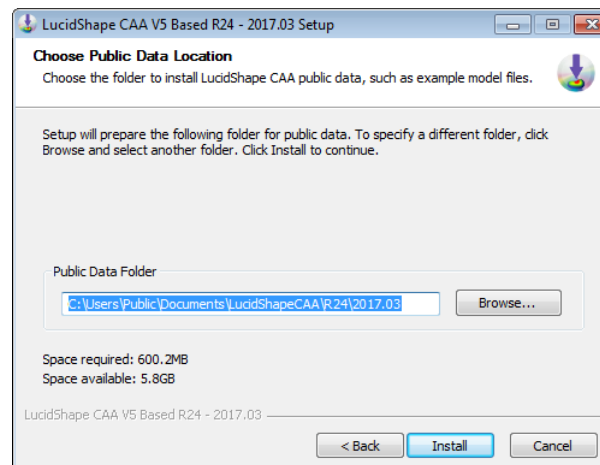 LucidShape CAA V5 Based R24 - 2017.03 Setup
Choose Public Data Location
Choose the folder to install LucidShape CAA public data, such as example model files.
Setup will prepare the following folder for public data. To specify a different folder, click
Browse and select another folder. Click Install to continue.
Public Data Folder
C:\Users\Public\Documents\LucidShapeCAA\R24\2017.03
Browse...
Space required: 600.2MB
Space available: 5.8GB
LucidShape CAA V5 Based R24 - 2017.03
< Back Install Cancel